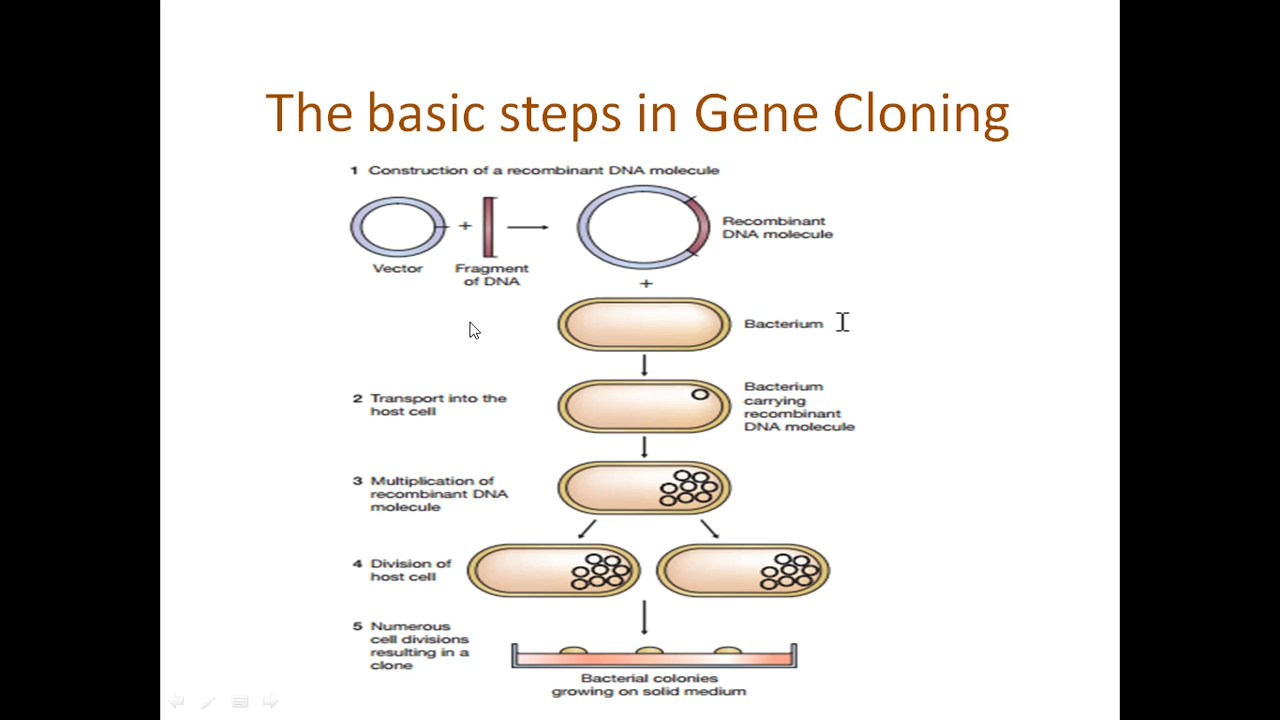 The basic steps in Gene Cloning
1 Construction of a recombinant DNA molecule
+
Recombinant
DNA molecule
Vector
Fragment
of DNA
+
Bacterium
2 Transport into the
host cell
Bacterium
carrying
recombinant
DNA molecule
3 Multiplication of
recombinant DNA
molecule
4 Division of
host cell
5 Numerous
cell divisions
resulting in a
clone
Bacterial colonies
growing on solid medium